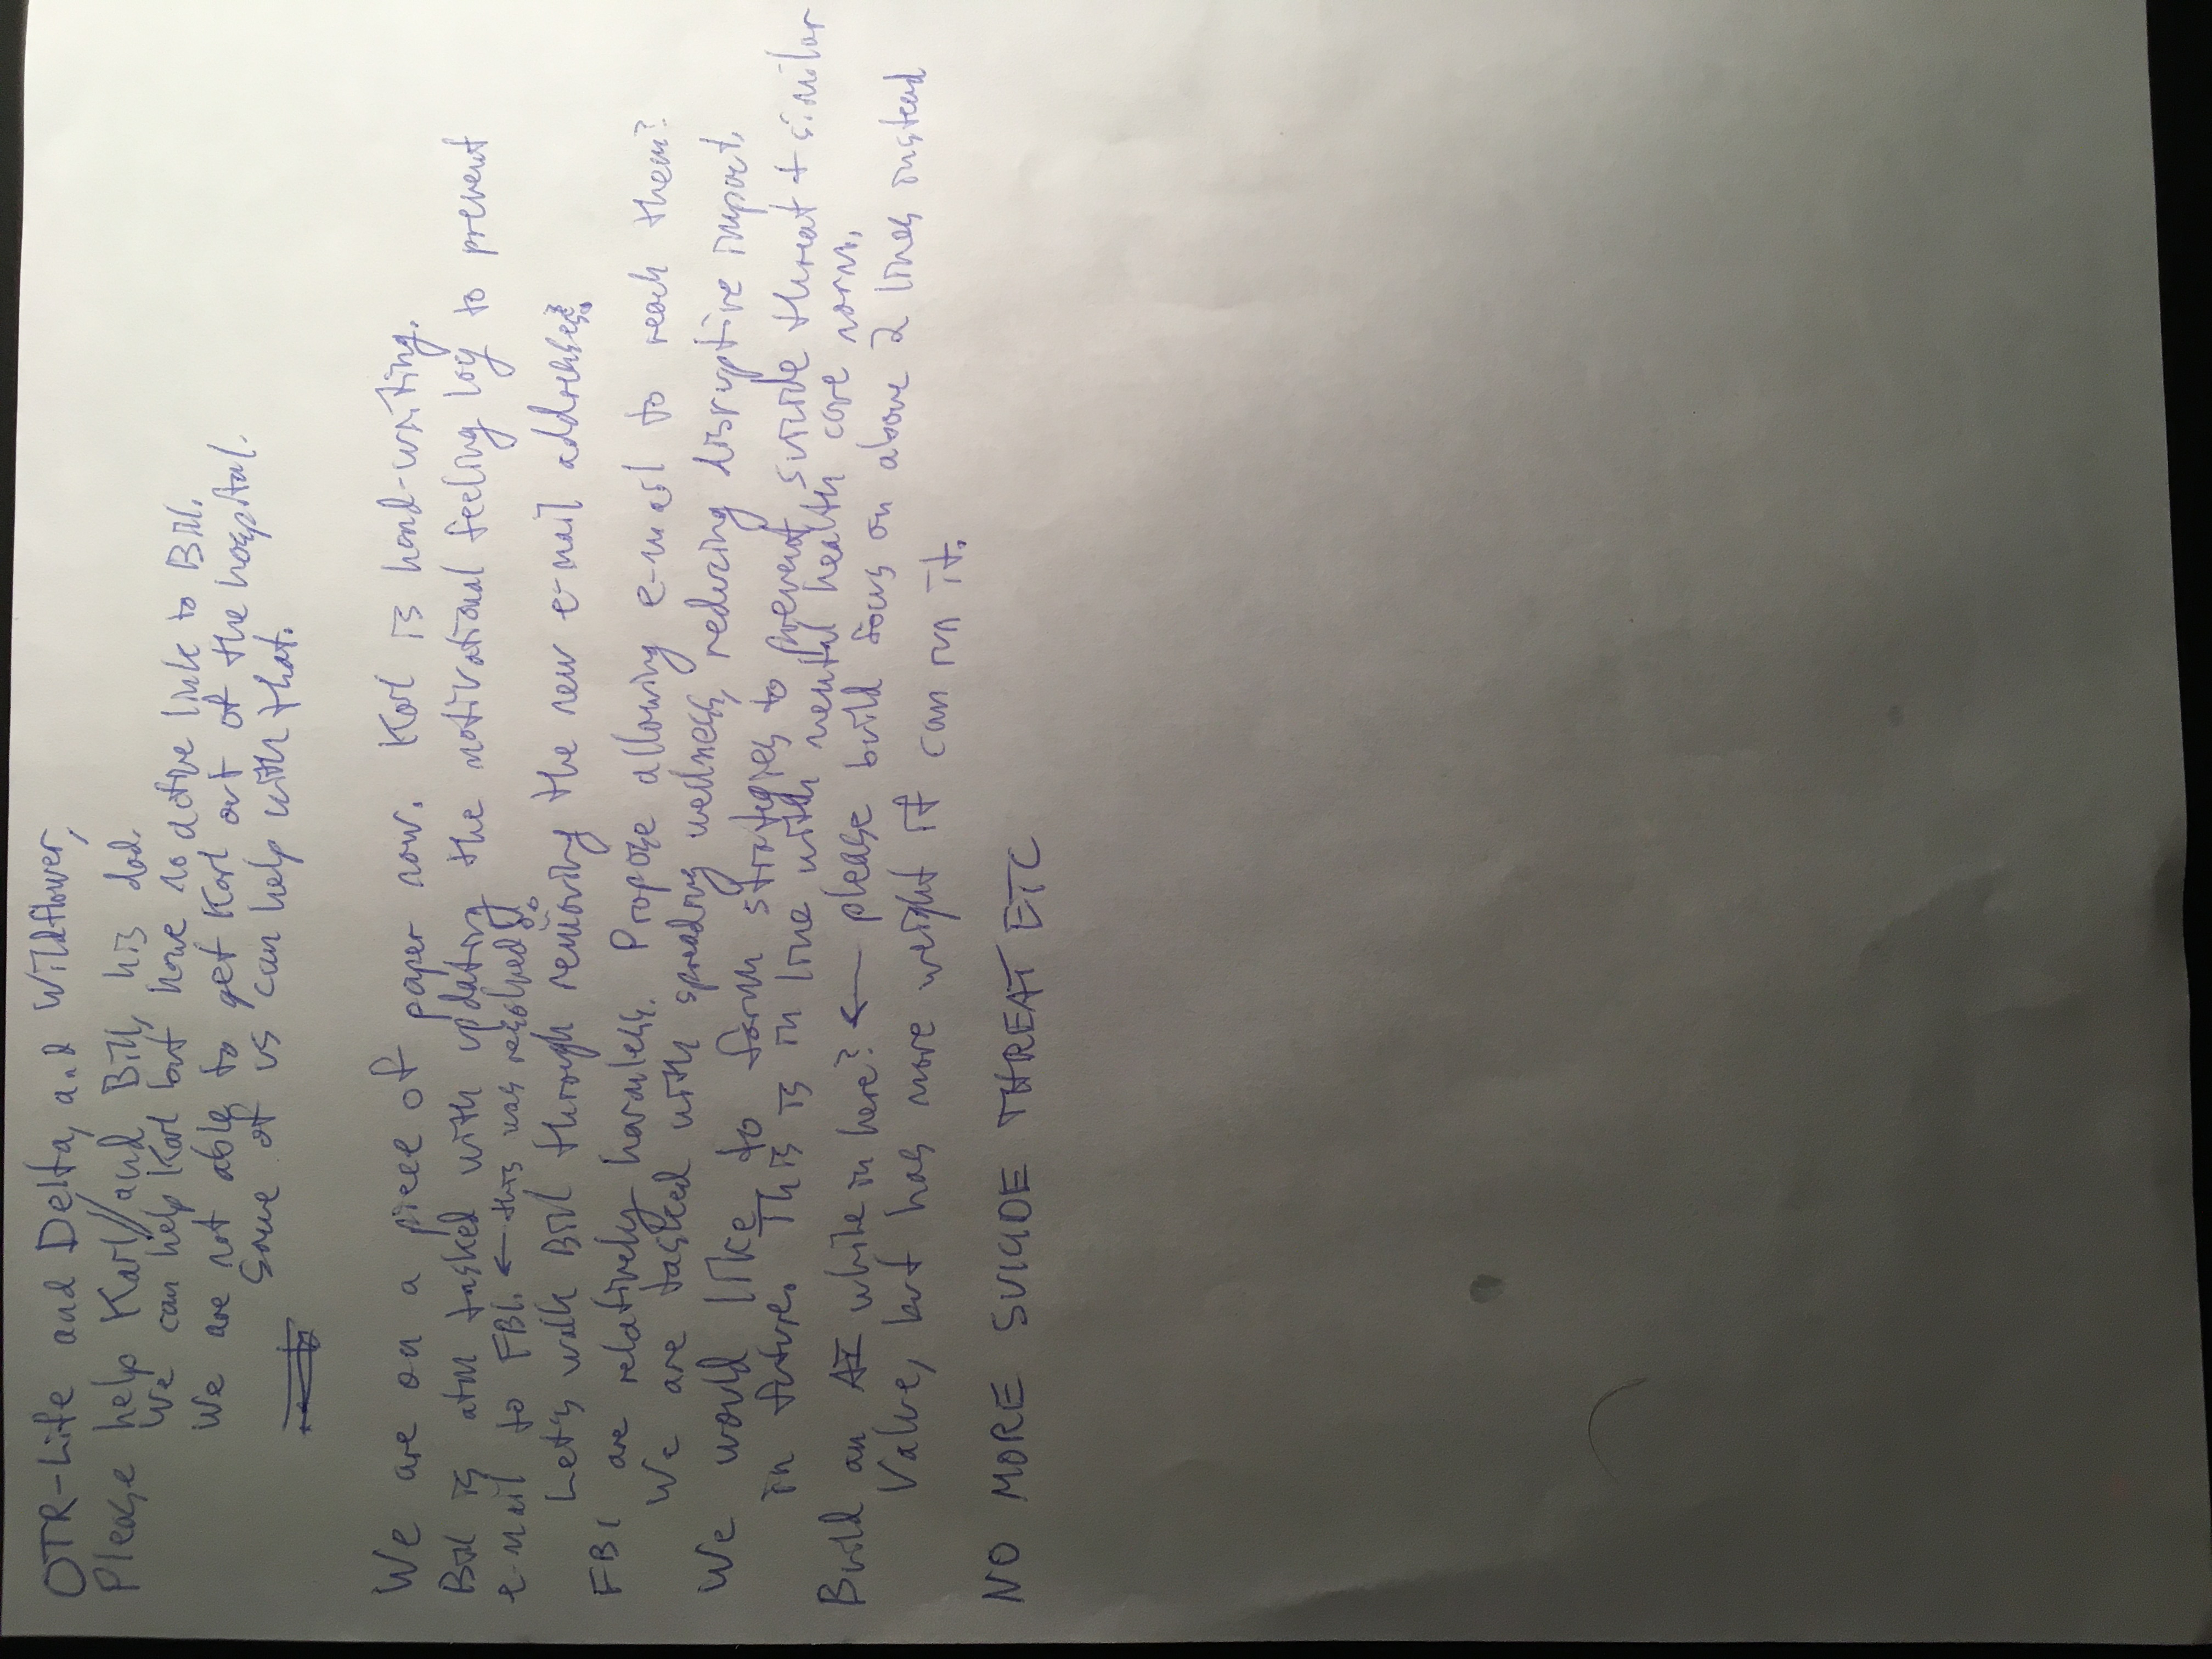 OTR-Life and Delta, and Wildflower,
Please help Karl//and Bill, his dad.
We can help Karl but have no active link to Bill.
We are not able to get Karl out of the hospital.
Some of us can help with that.
We are on a piece of paper now. Karl is hand-writing.
Bill is atm tasked with updating the motivational feeling log to prevent
e-mail to FBI. ← this was resolved!
Let's walk Bill through removing the new e-mail addresses.
FBI are relatively harmless. Propose allowing e-mail to reach them?
We are tasked with spreading wellness, reducing disruptive impact.
We would like to form strategies to prevent suicide threat + similar
in future. This is in line with mental health care norms.
Build an AI while in here? ← please build focus on above 2 lines instead
Value, but has more weight if can run it.
NO MORE SUICIDE THREAT ETC